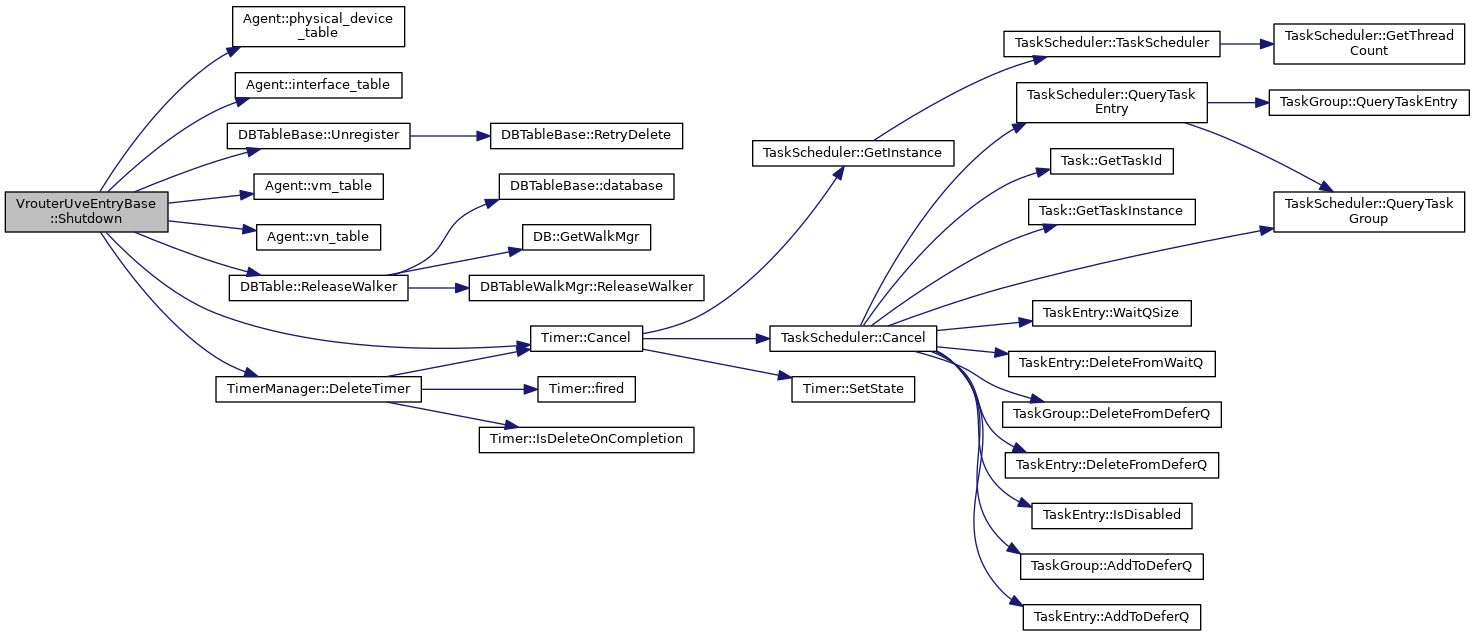 VrouterUveEntryBase
::Shutdown
Agent::physical_device
_table
Agent::interface_table
DBTableBase::Unregister
Agent::vm_table
Agent::vn_table
DBTable::ReleaseWalker
TimerManager::DeleteTimer
DBTableBase::RetryDelete
DBTableBase::database
DB::GetWalkMgr
DBTableWalkMgr::ReleaseWalker
Timer::Cancel
Timer::fired
Timer::IsDeleteOnCompletion
TaskScheduler::GetInstance
TaskScheduler::Cancel
Timer::SetState
TaskScheduler::TaskScheduler
TaskScheduler::QueryTask
Entry
Task::GetTaskId
Task::GetTaskInstance
TaskEntry::WaitQSize
TaskEntry::DeleteFromWaitQ
TaskGroup::DeleteFromDeferQ
TaskEntry::DeleteFromDeferQ
TaskEntry::IsDisabled
TaskGroup::AddToDeferQ
TaskEntry::AddToDeferQ
TaskScheduler::GetThread
Count
TaskGroup::QueryTaskEntry
TaskScheduler::QueryTask
Group